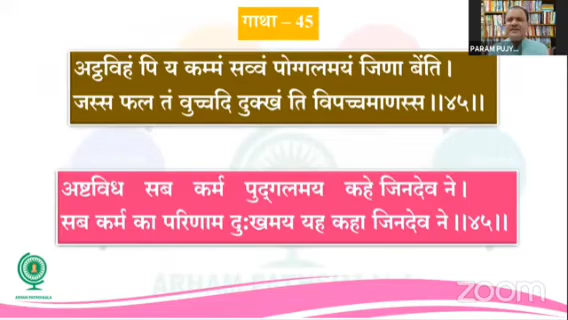 गाथा – 45
PARAM PUJY...
अट्ठविहं पि य कम्मं सव्वं पोग्गलमयं जिणा बेंति।
जस्स फल तं वुच्चदि दुक्खं ति विपच्चमाणस्स।।४५।।
अष्टविध सब कर्म पुद्‌गलमय कहे जिनदेव ने।
सब कर्म का परिणाम दुःखमय यह कहा जिनदेव ने।।४५।।
ARHAM PATHSHALA
zoom